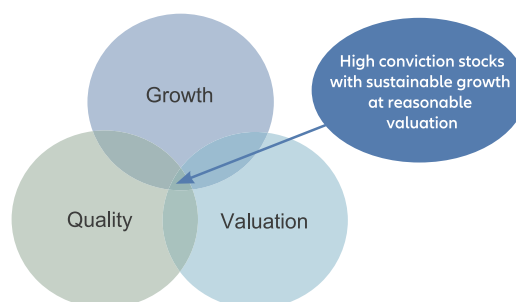 High conviction stocks
with sustainable growth
at reasonable
valuation
Growth
Quality
Valuation